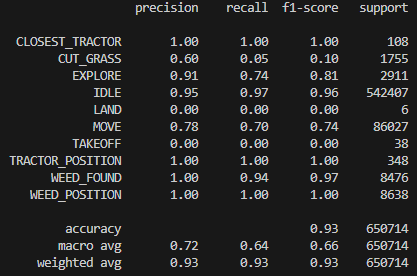 precision recall f1-score support
CLOSEST_TRACTOR 1.00 1.00 1.00 108
CUT_GRASS 0.60 0.05 0.10 1755
EXPLORE 0.91 0.74 0.81 2911
IDLE 0.95 0.97 0.96 542407
LAND 0.00 0.00 0.00 6
MOVE 0.78 0.70 0.74 86027
TAKEOFF 0.00 0.00 0.00 38
TRACTOR_POSITION 1.00 1.00 1.00 348
WEED_FOUND 1.00 0.94 0.97 8476
WEED_POSITION 1.00 1.00 1.00 8638
accuracy 0.93 650714
macro avg 0.72 0.64 0.66 650714
weighted avg 0.93 0.93 0.93 650714